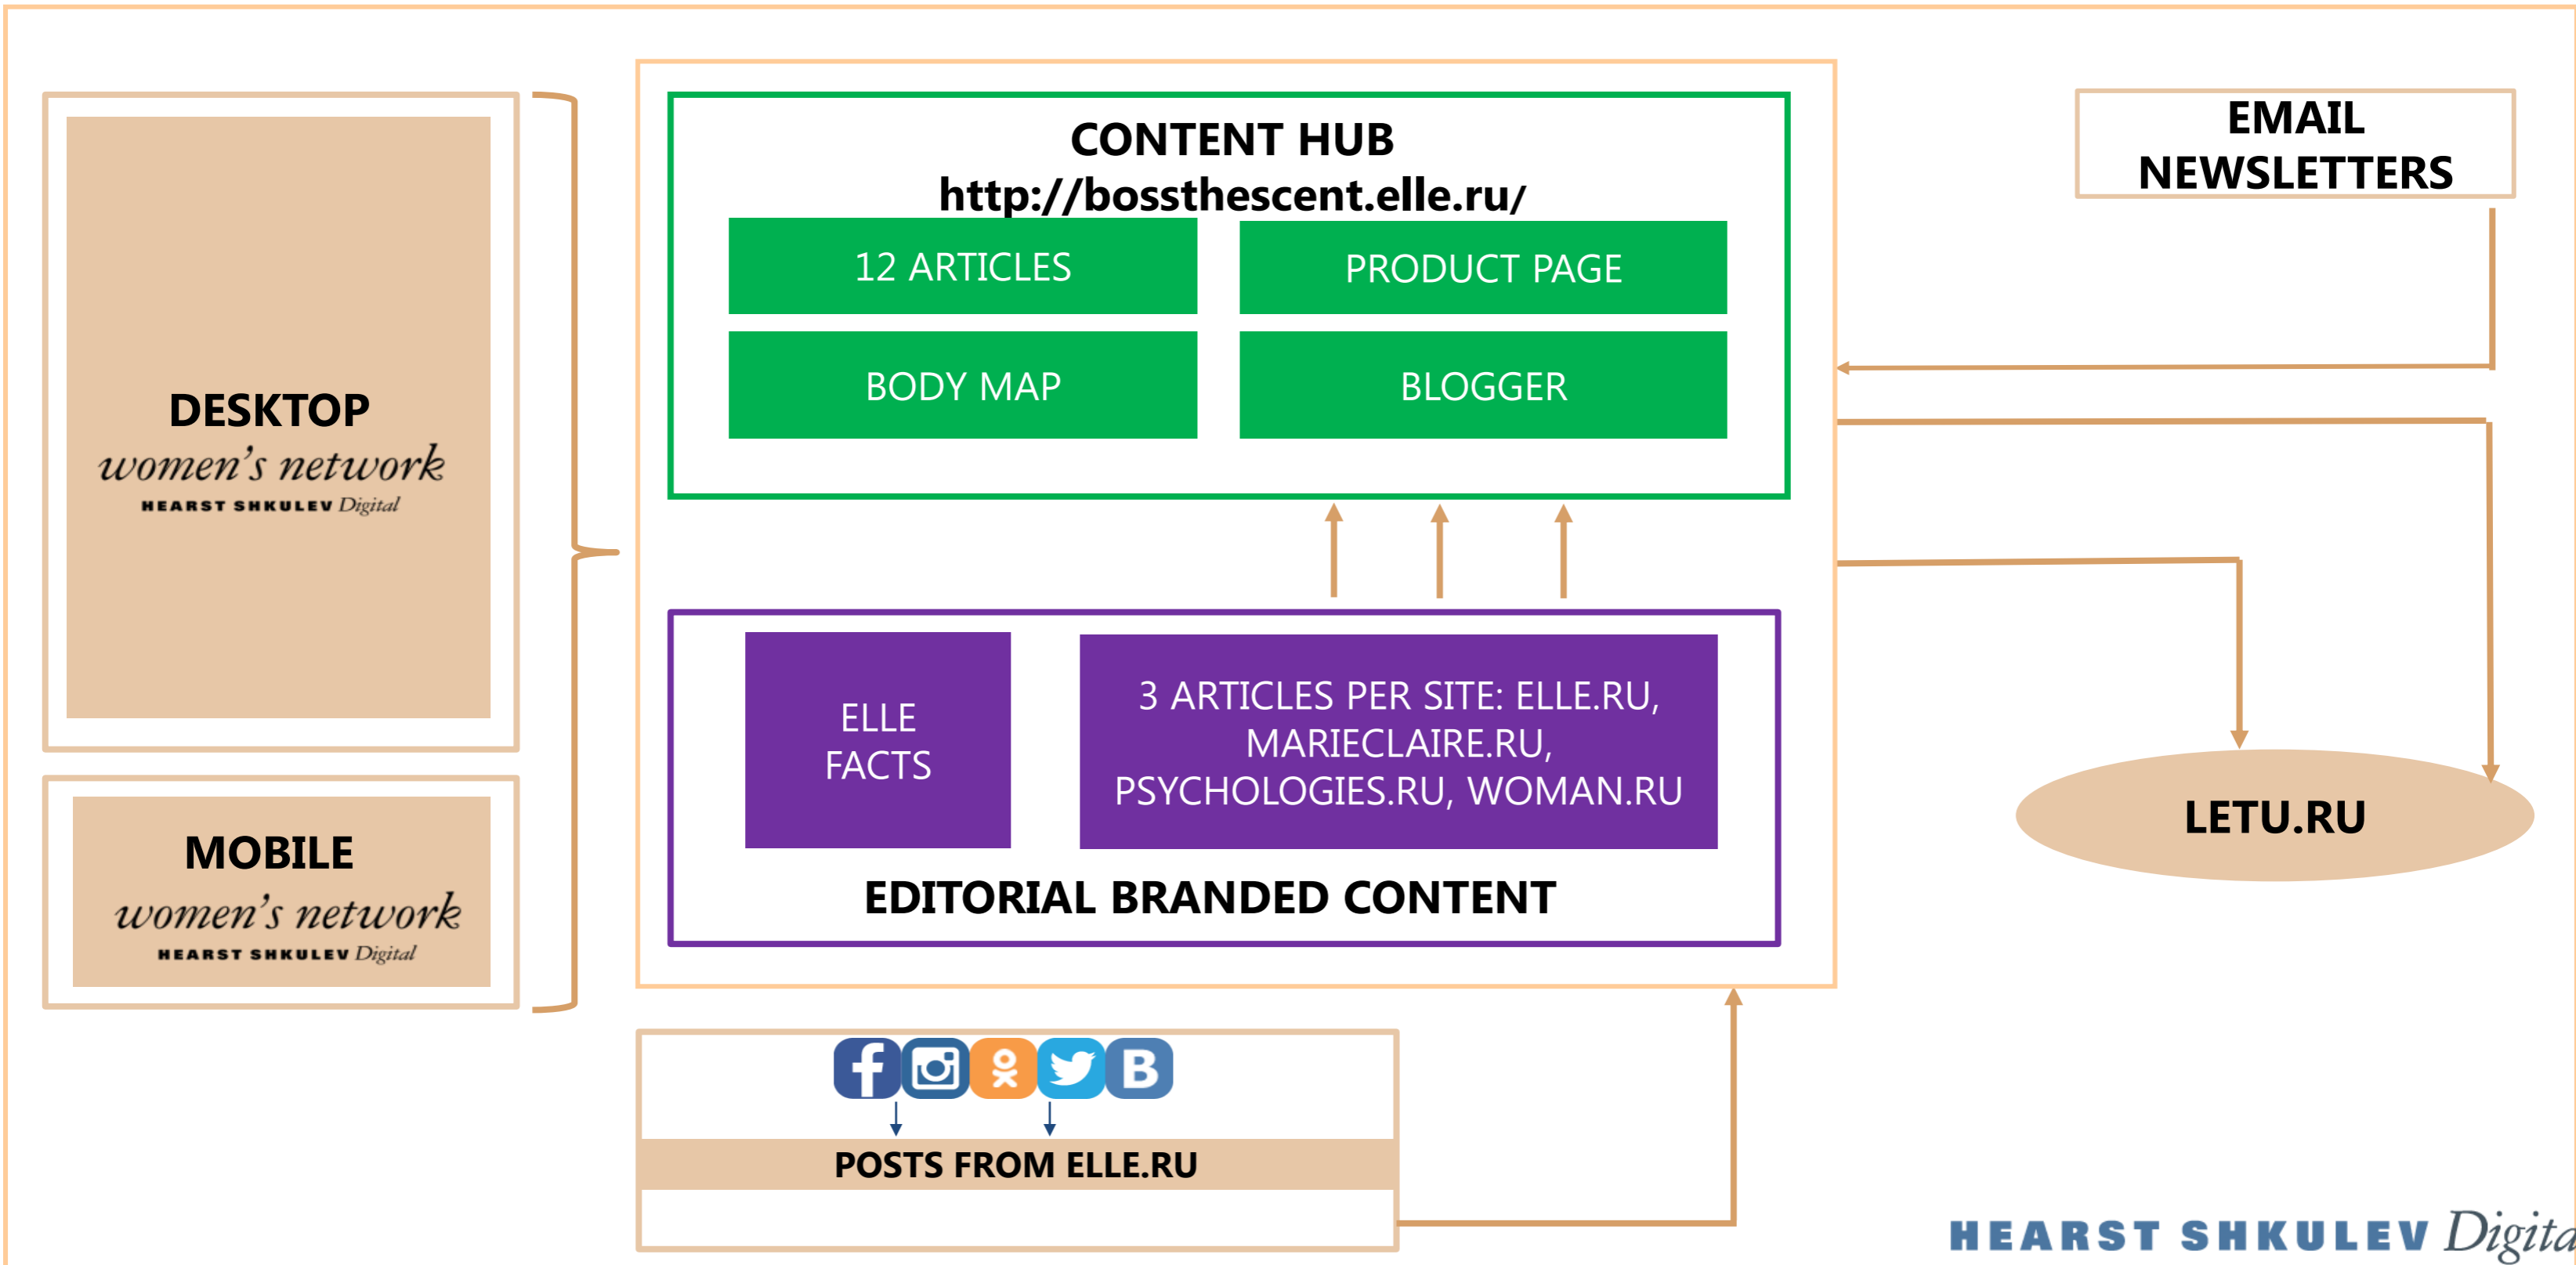 DESKTOP
women's network
HEARST SHKULEV Digital
MOBILE
women's network
HEARST SHKULEV Digital
CONTENT HUB
http://bossthescent.elle.ru/
12 ARTICLES
PRODUCT PAGE
BODY MAP
BLOGGER
ELLE
FACTS
3 ARTICLES PER SITE: ELLE.RU,
MARIECLAIRE.RU,
PSYCHOLOGIES.RU, WOMAN.RU
EDITORIAL BRANDED CONTENT
POSTS FROM ELLE.RU
EMAIL
NEWSLETTERS
LETU.RU
HEARST SHKULEV Digita